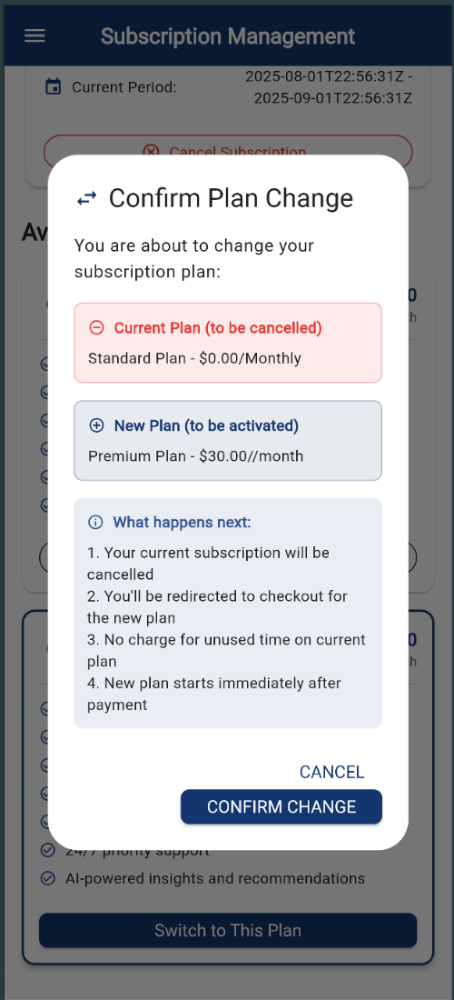 Subscription Management
Current Period:
2025-08-01T22:56:31Z -
2025-09-01T22:56:31Z
Cancel Subscription
Confirm Plan Change
Av
You are about to change your
subscription plan:
0
h
Current Plan (to be cancelled)
Standard Plan - $0.00/Monthly
New Plan (to be activated)
Premium Plan - $30.00//month
What happens next:
1. Your current subscription will be
cancelled
2. You'll be redirected to checkout for
the new plan
3. No charge for unused time on current
plan
4. New plan starts immediately after
payment
0
h
CANCEL
CONFIRM CHANGE
24/7 priority support
AI-powered insights and recommendations
Switch to This Plan